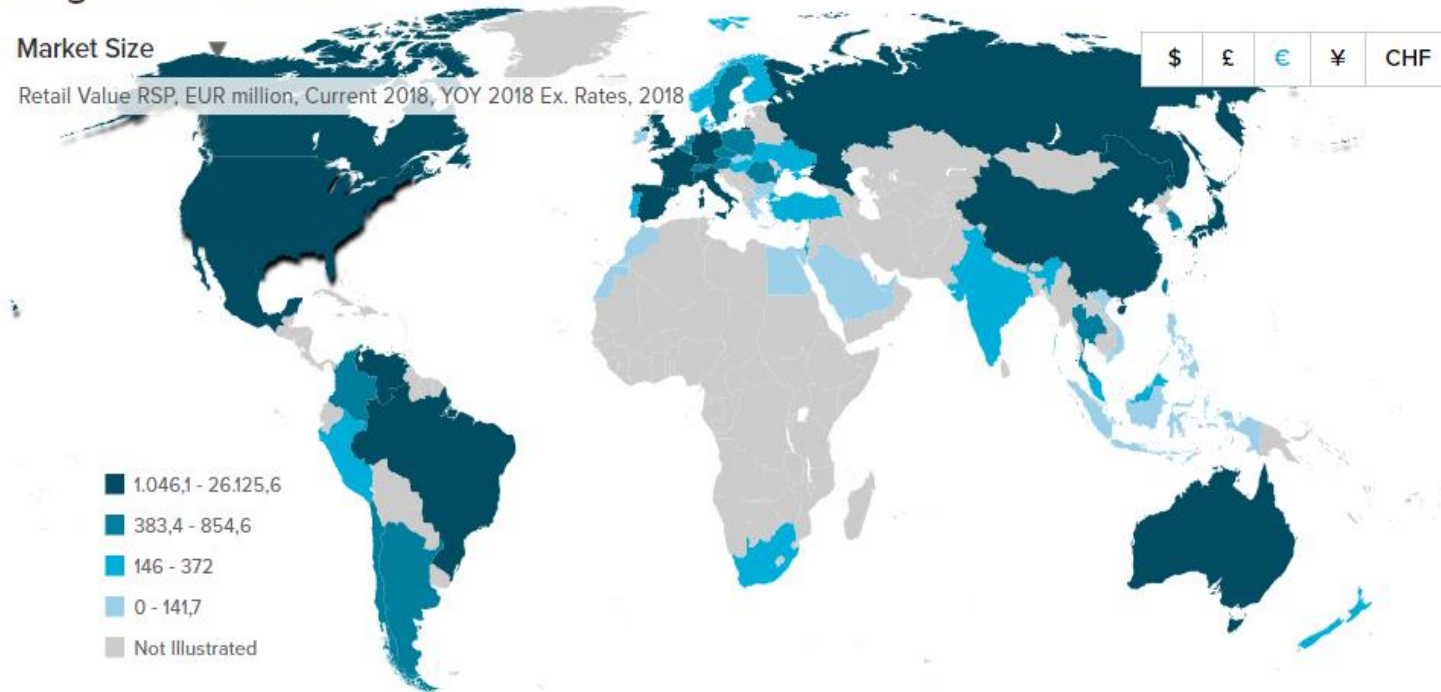 Market Size
$ £ € ¥ CHF
Retail Value RSP, EUR million, Current 2018, YOY 2018 Ex. Rates, 2018
1.046,1 - 26.125,6
383,4 - 854,6
146 - 372
0 - 141,7
Not Illustrated